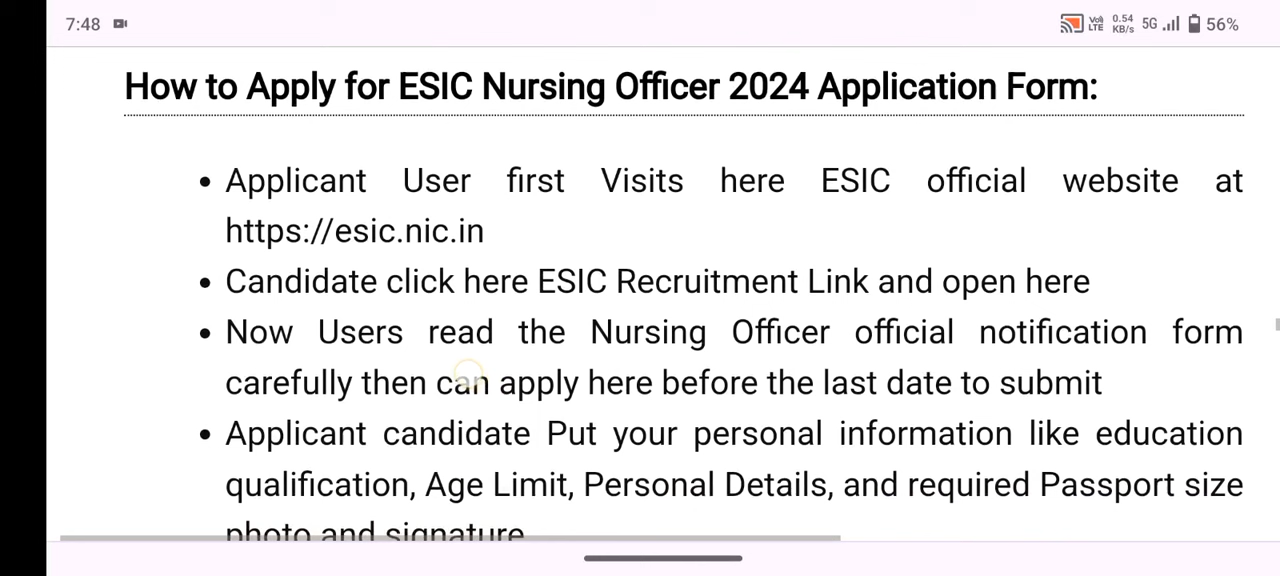 7:48 Vo) LTE 0.54 KB/s 5G 56%
How to Apply for ESIC Nursing Officer 2024 Application Form:
• Applicant User first Visits here ESIC official website at
https://esic.nic.in
• Candidate click here ESIC Recruitment Link and open here
• Now Users read the Nursing Officer official notification form
carefully then can apply here before the last date to submit
• Applicant candidate Put your personal information like education
qualification, Age Limit, Personal Details, and required Passport size
photo and signature